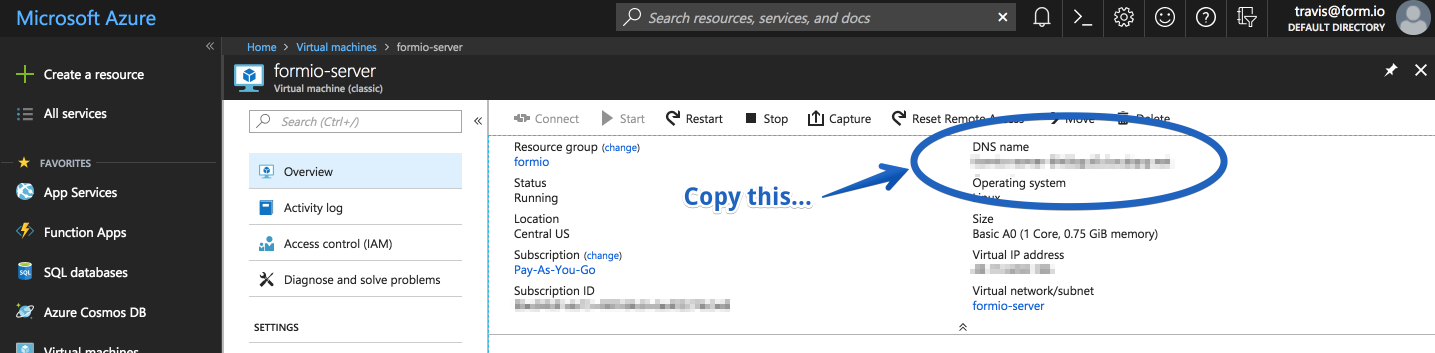 Microsoft Azure
Search resources, services, and docs
travis@form.io
DEFAULT DIRECTORY
Home > Virtual machines > formio-server
Create a resource
formio-server
Virtual machine (classic)
All services
Search (Ctrl+/)
Connect
Start
Restart
Stop
Capture
Reset Remote Access
Move
Delete
FAVORITES
App Services
Function Apps
SQL databases
Azure Cosmos DB
Virtual machines
Overview
Activity log
Access control (IAM)
Diagnose and solve problems
SETTINGS
Resource group (change)
formio
Status
Running
Location
Central US
Subscription (change)
Pay-As-You-Go
Subscription ID
Copy this...
DNS name
Operating system
Linux
Size
Basic A0 (1 Core, 0.75 GiB memory)
Virtual IP address
Virtual network/subnet
formio-server